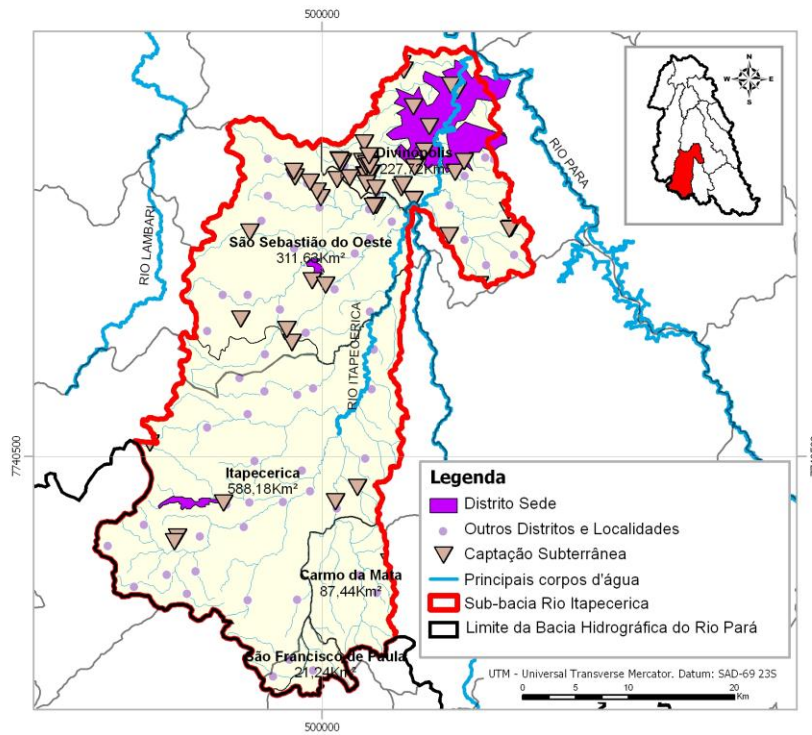 500000
N
W
E
S
RIO PARÁ
Divinópolis
227,72Km²
RIO LAMBARI
São Sebastião do Oeste
311,63Km²
RIO ITAPECERICA
7740500
7740500
Itapecerica
588,18Km²
Carmo da Mata
87,44Km²
São Francisco de Paula
21,24Km²
Legenda
Distrito Sede
Outros Distritos e Localidades
Captação Subterrânea
Principais corpos d'água
Sub-bacia Rio Itapecerica
Limite da Bacia Hidrográfica do Rio Pará
UTM - Universal Transverse Mercator. Datum: SAD-69 23S
0 5 10 20
Km
500000